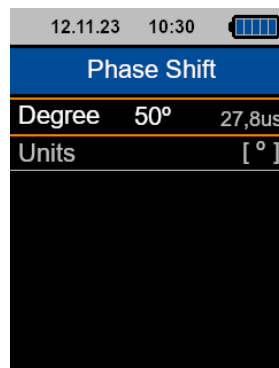 12.11.23 10:30
Phase Shift
Degree 50º 27,8us
Units [ º ]